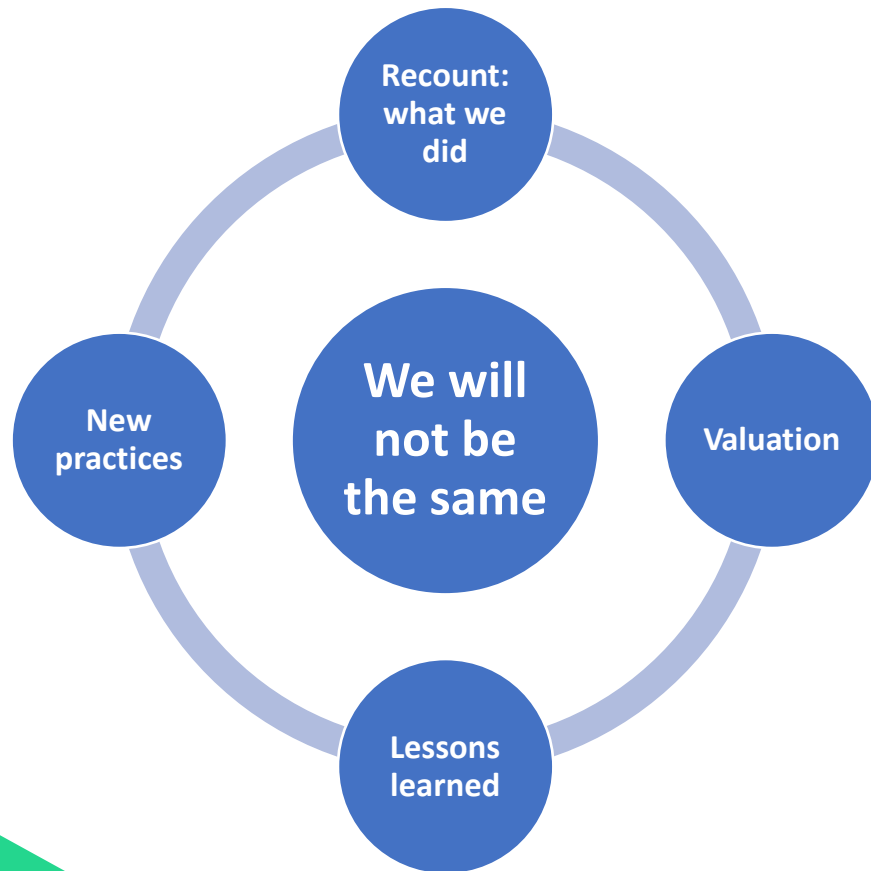 Recount:
what we
did
We will
not be
the same
New
practices
Valuation
Lessons
learned